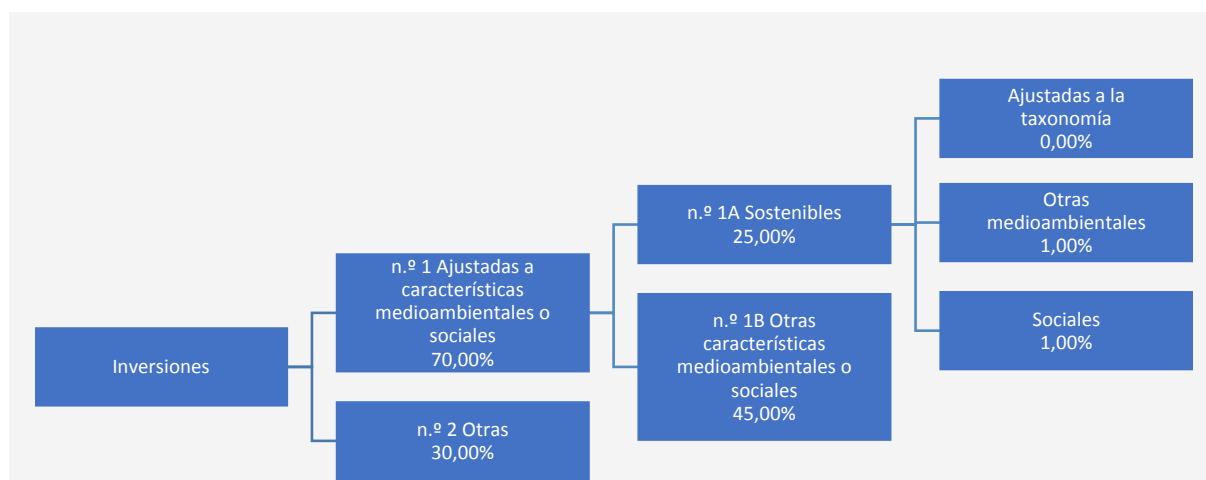 Inversiones
n.º 1 Ajustadas a
características
medioambientales o
sociales
70,00%
n.º 2 Otras
30,00%
n.º 1A Sostenibles
25,00%
n.º 1B Otras
características
medioambientales o
sociales
45,00%
Ajustadas a la
taxonomía
0,00%
Otras
medioambientales
1,00%
Sociales
1,00%